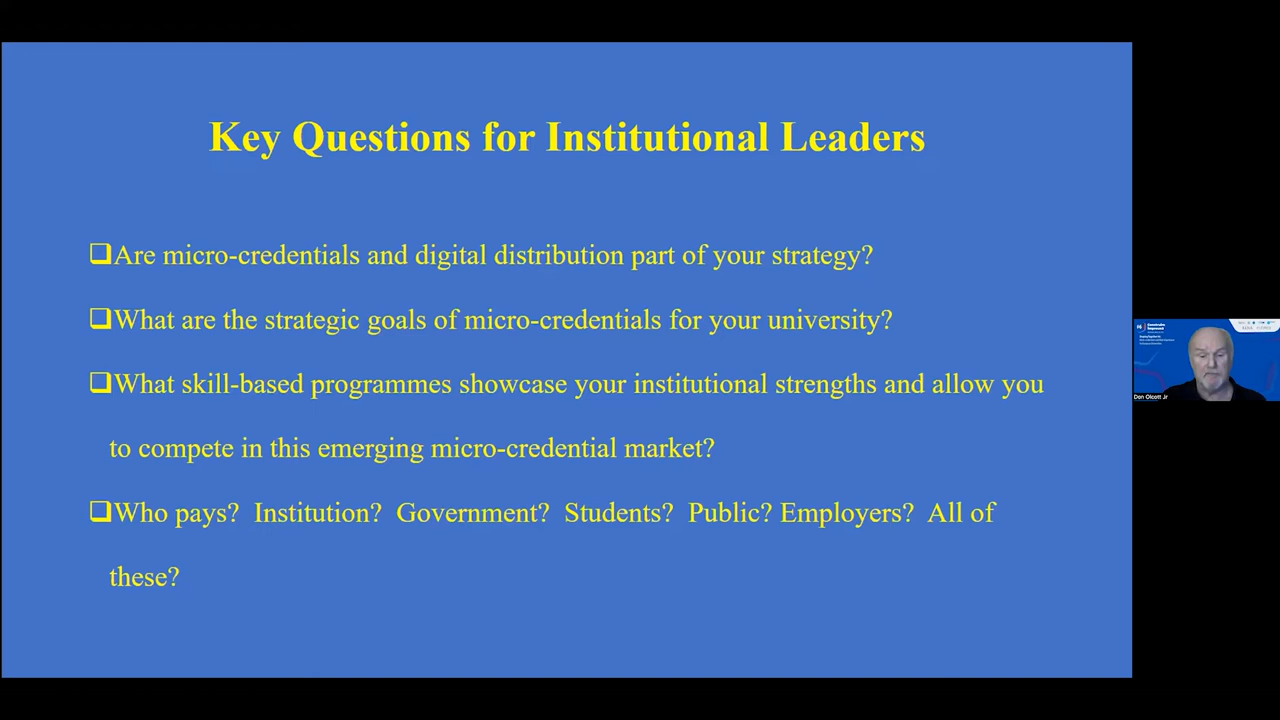 Key Questions for Institutional Leaders
❑Are micro-credentials and digital distribution part of your strategy?
❑What are the strategic goals of micro-credentials for your university?
❑What skill-based programmes showcase your institutional strengths and allow you
to compete in this emerging micro-credential market?
❑Who pays?  Institution?  Government?  Students?  Public? Employers?  All of
these?
Don Olcott Jr